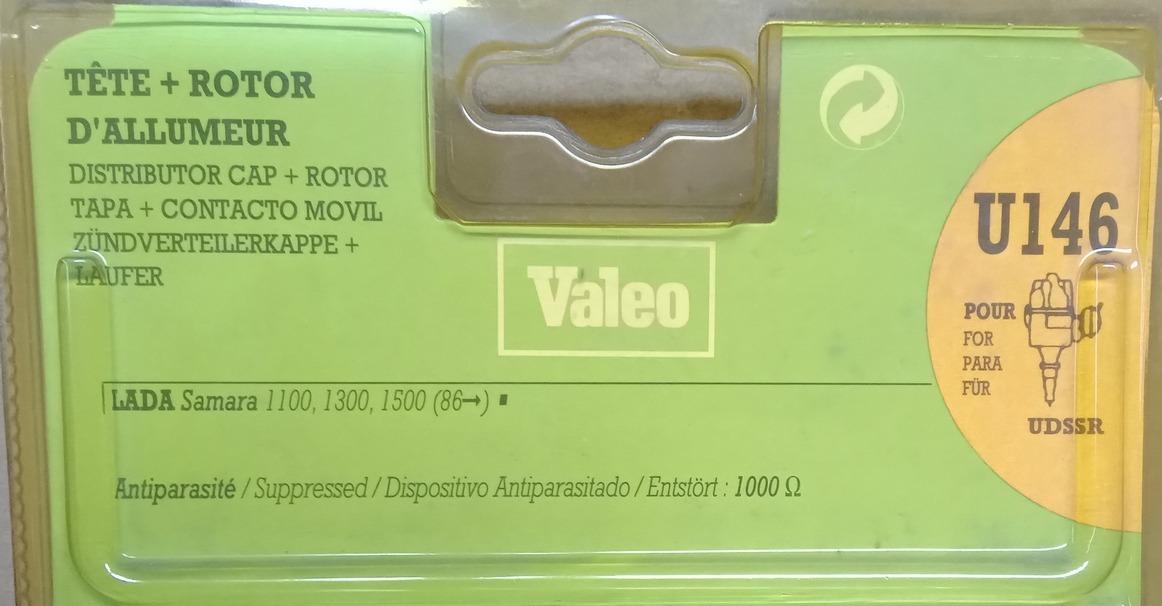 TÊTE + ROTOR
D'ALLUMEUR
DISTRIBUTOR CAP + ROTOR
TAPA + CONTACTO MOVIL
ZÜNDVERTEILERKAPPE +
LAUFER
Valeo
U146
POUR
FOR
PARA
FÜR
UDSSR
LADA Samara 1100, 1300, 1500 (86→) ▪
Antiparasité / Suppressed / Dispositivo Antiparasitado / Entstört : 1000 Ω